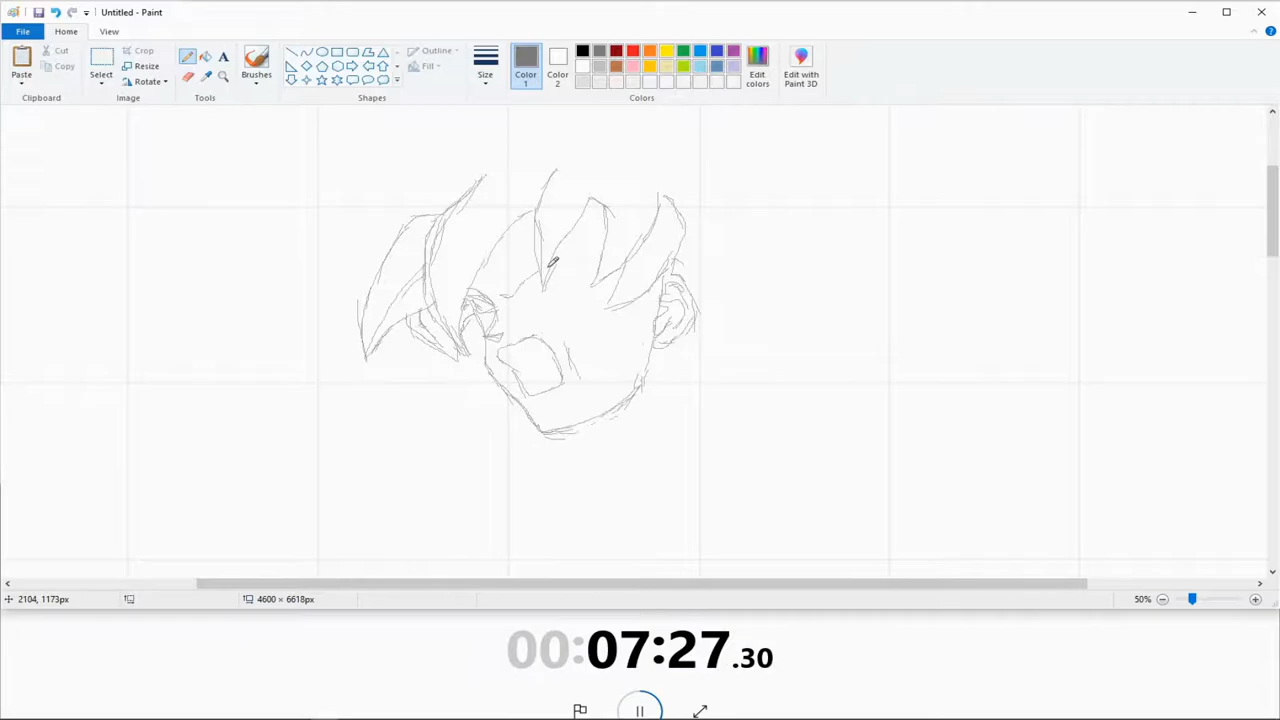 Untitled - Paint
File
Home
View
Paste
Cut
Copy
Clipboard
Select
Crop
Resize
Rotate
Image
A
Tools
Brushes
Outline
Fill
Shapes
Size
Color
1
Color
2
Edit
colors
Edit with
Paint 3D
Colors
2104, 1173px
4600 × 6618px
50%
00:07:27.30